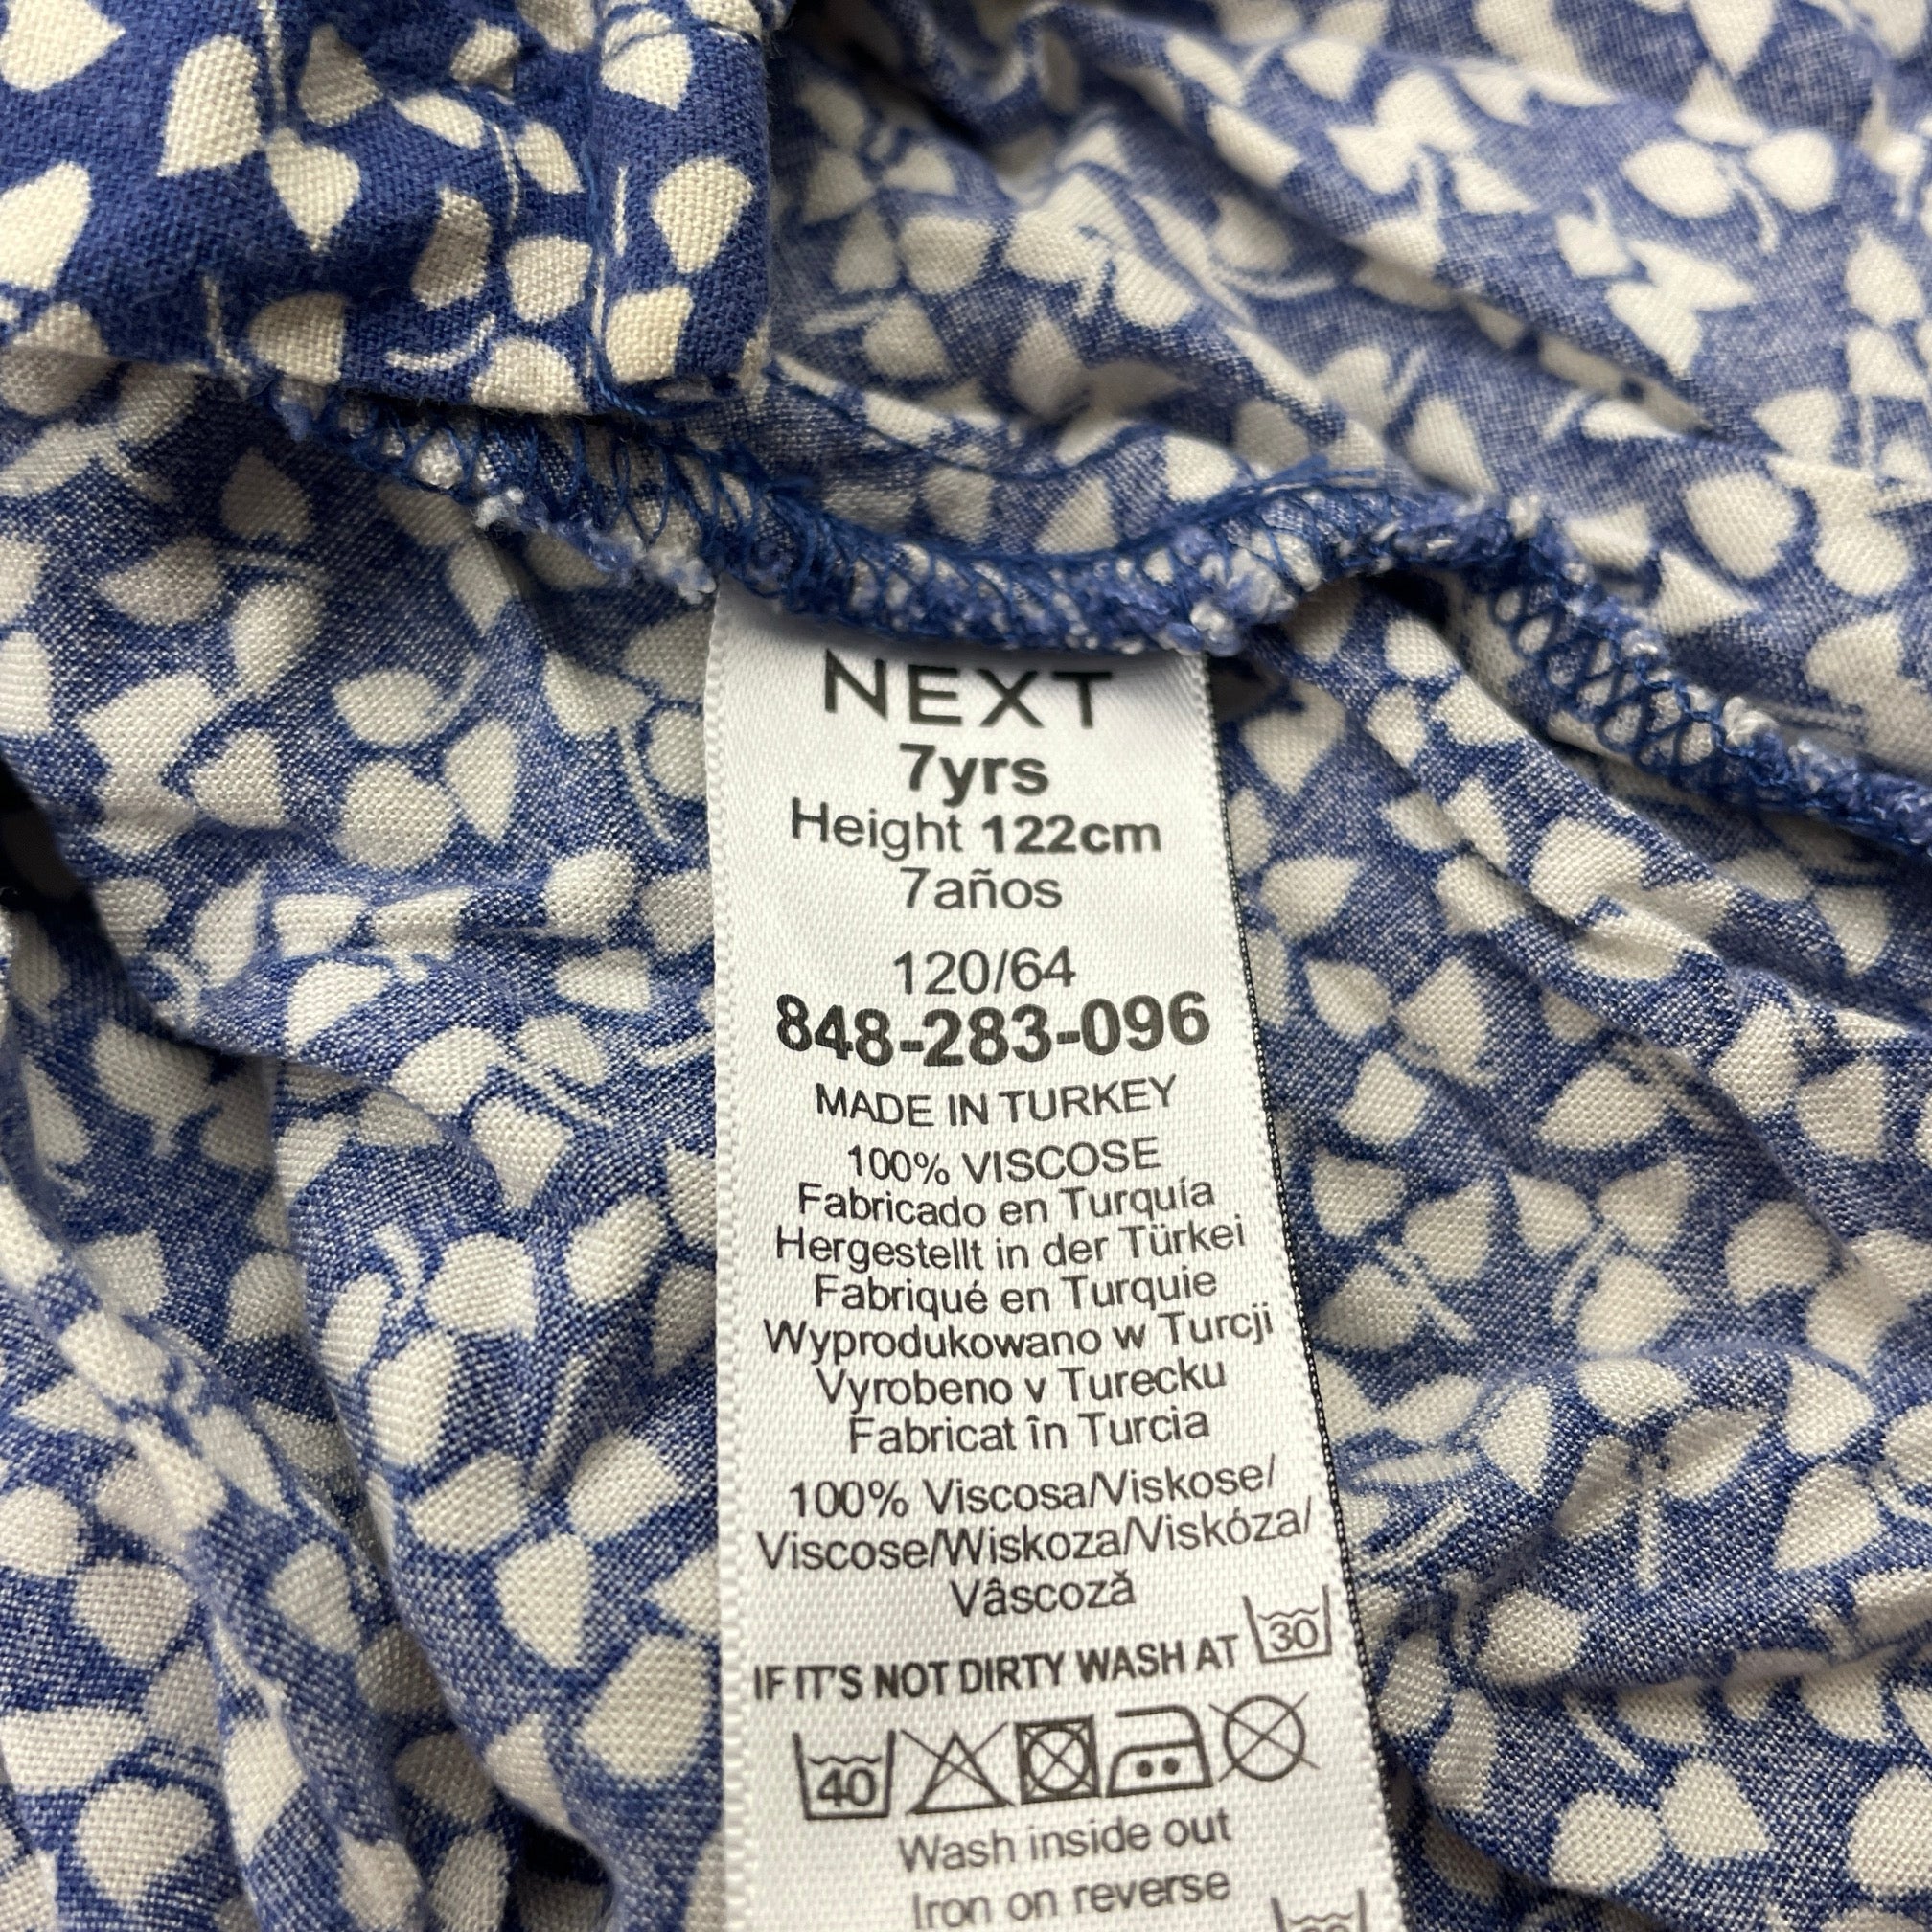 NEXT
7yrs
Height 122cm
7años
120/64
848-283-096
MADE IN TURKEY
100% VISCOSE
Fabricado en Turquía
Hergestellt in der Türkei
Fabriqué en Turquie
Wyprodukowano w Turcji
Vyrobeno v Turecku
Fabricat în Turcia
100% Viscosa/Viskose/
Viscose/Wiskoza/Viskóza/
Vâscoză
IF IT'S NOT DIRTY WASH AT 30
40
Wash inside out
Iron on reverse